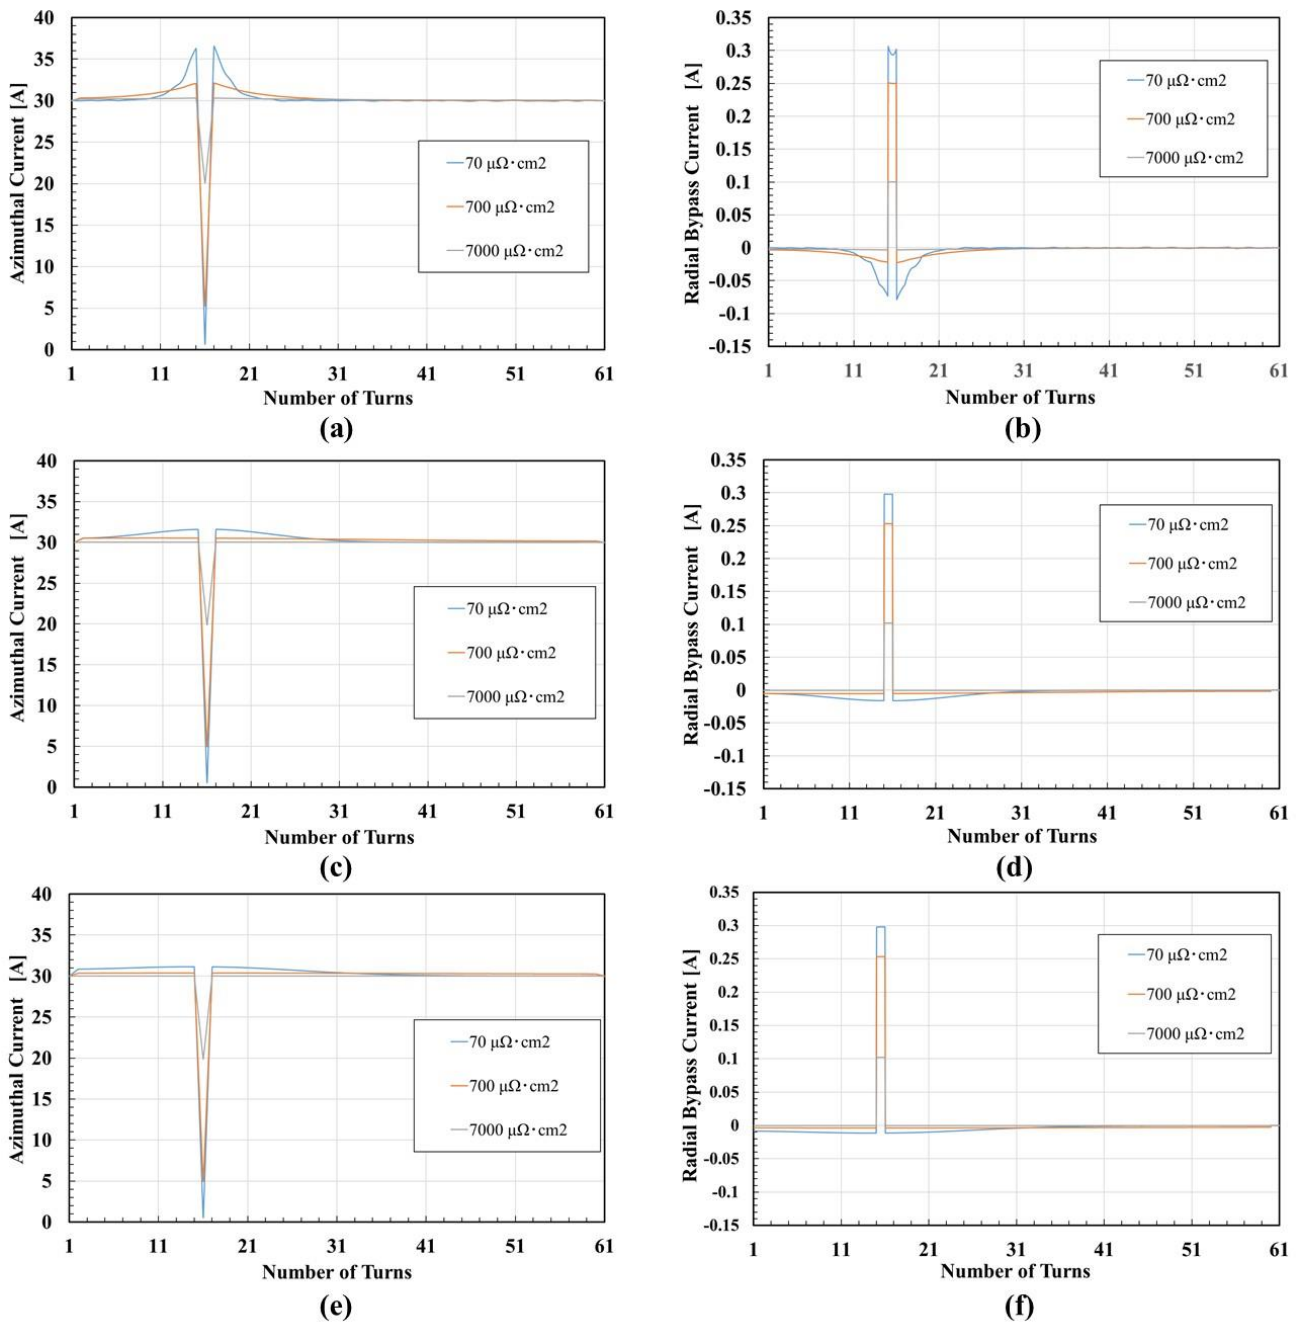 40
35
30
25
20
15
10
5
0
Azimuthal Current [A]
70 μΩ·cm2
700 μΩ·cm2
7000 μΩ·cm2
1 11 21 31 41 51 61
Number of Turns
(a)
0.35
0.3
0.25
0.2
0.15
0.1
0.05
0
-0.05
-0.1
-0.15
Radial Bypass Current [A]
70 μΩ·cm2
700 μΩ·cm2
7000 μΩ·cm2
1 11 21 31 41 51 61
Number of Turns
(b)
40
35
30
25
20
15
10
5
0
Azimuthal Current [A]
70 μΩ·cm2
700 μΩ·cm2
7000 μΩ·cm2
1 11 21 31 41 51 61
Number of Turns
(c)
0.35
0.3
0.25
0.2
0.15
0.1
0.05
0
-0.05
-0.1
-0.15
Radial Bypass Current [A]
70 μΩ·cm2
700 μΩ·cm2
7000 μΩ·cm2
1 11 21 31 41 51 61
Number of Turns
(d)
40
35
30
25
20
15
10
5
0
Azimuthal Current [A]
70 μΩ·cm2
700 μΩ·cm2
7000 μΩ·cm2
1 11 21 31 41 51 61
Number of Turns
(e)
0.35
0.3
0.25
0.2
0.15
0.1
0.05
0
-0.05
-0.1
-0.15
Radial Bypass Current [A]
70 μΩ·cm2
700 μΩ·cm2
7000 μΩ·cm2
1 11 21 31 41 51 61
Number of Turns
(f)